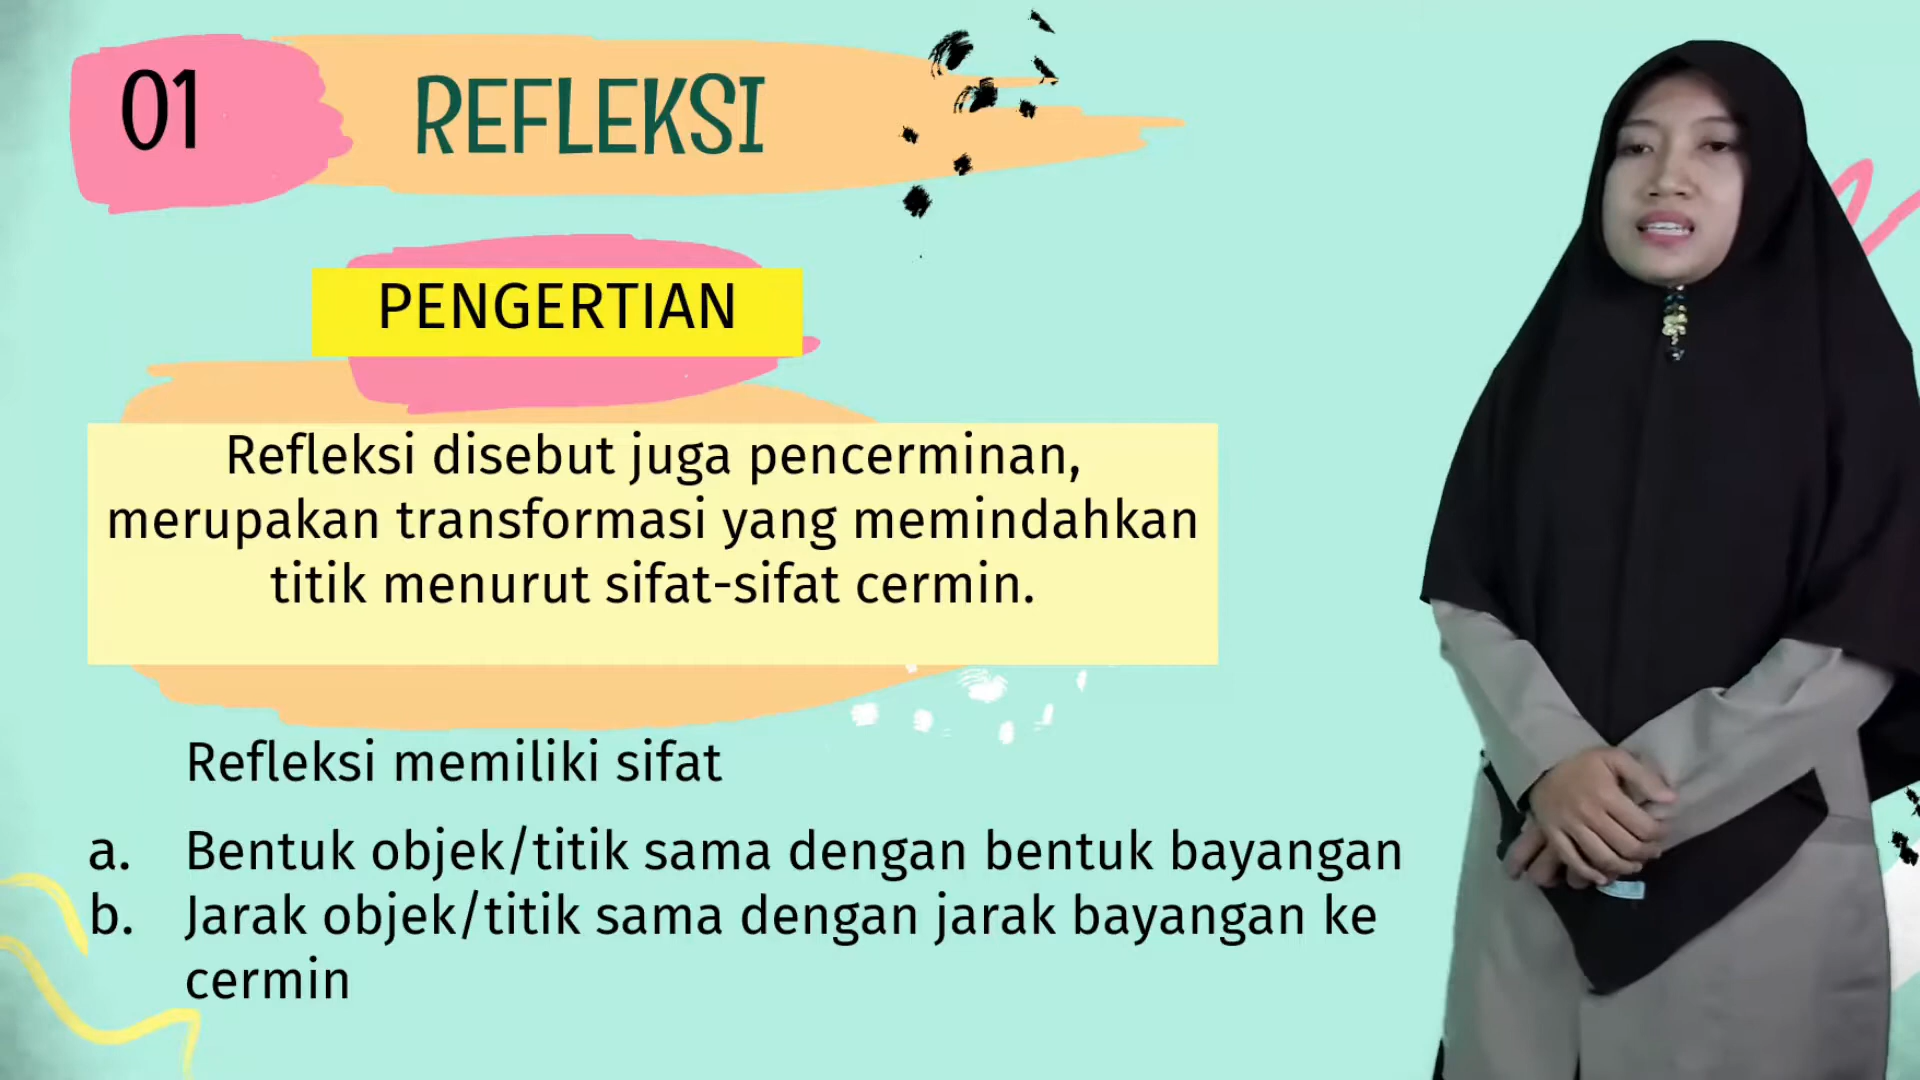 01
REFLEKSI
PENGERTIAN
Refleksi disebut juga pencerminan,
merupakan transformasi yang memindahkan
titik menurut sifat-sifat cermin.
Refleksi memiliki sifat
a. Bentuk objek/titik sama dengan bentuk bayangan
b. Jarak objek/titik sama dengan jarak bayangan ke
cermin